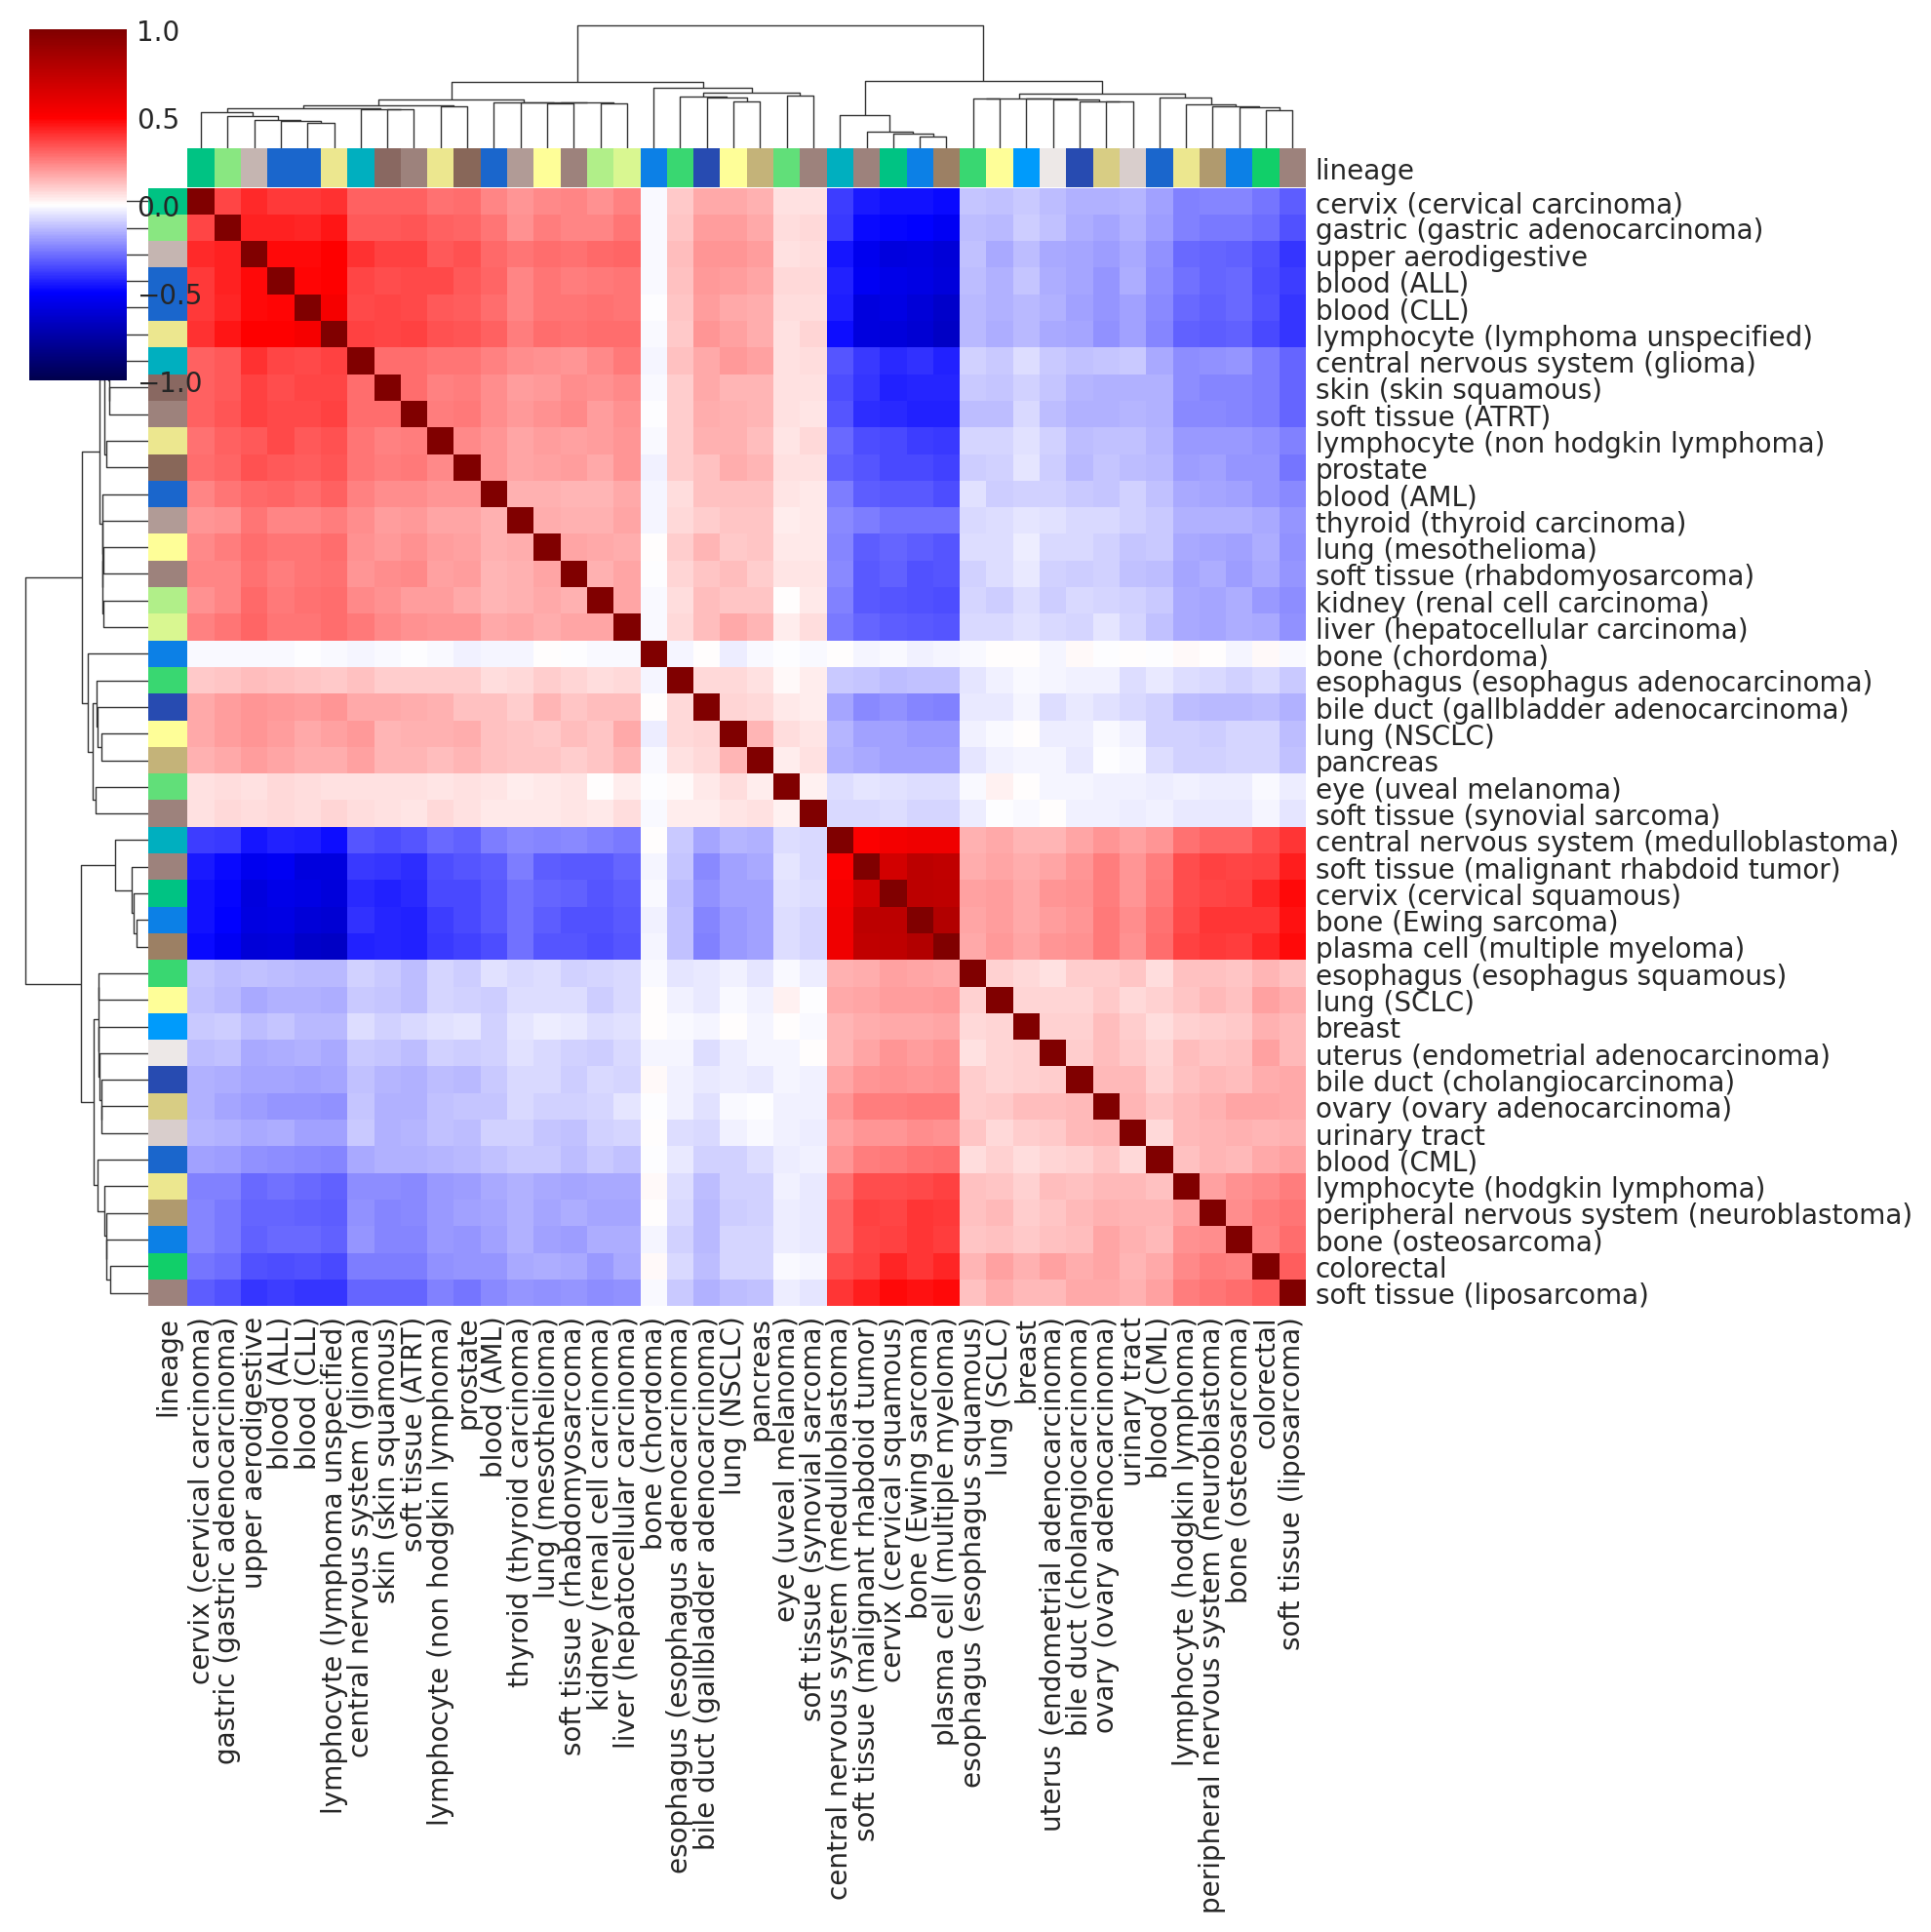 1.0
0.5
0.0
−0.5
−1.0
lineage
cervix (cervical carcinoma)
gastric (gastric adenocarcinoma)
upper aerodigestive
blood (ALL)
blood (CLL)
lymphocyte (lymphoma unspecified)
central nervous system (glioma)
skin (skin squamous)
soft tissue (ATRT)
lymphocyte (non hodgkin lymphoma)
prostate
blood (AML)
thyroid (thyroid carcinoma)
lung (mesothelioma)
soft tissue (rhabdomyosarcoma)
kidney (renal cell carcinoma)
liver (hepatocellular carcinoma)
bone (chordoma)
esophagus (esophagus adenocarcinoma)
bile duct (gallbladder adenocarcinoma)
lung (NSCLC)
pancreas
eye (uveal melanoma)
soft tissue (synovial sarcoma)
central nervous system (medulloblastoma)
soft tissue (malignant rhabdoid tumor)
cervix (cervical squamous)
bone (Ewing sarcoma)
plasma cell (multiple myeloma)
esophagus (esophagus squamous)
lung (SCLC)
breast
uterus (endometrial adenocarcinoma)
bile duct (cholangiocarcinoma)
ovary (ovary adenocarcinoma)
urinary tract
blood (CML)
lymphocyte (hodgkin lymphoma)
peripheral nervous system (neuroblastoma)
bone (osteosarcoma)
colorectal
soft tissue (liposarcoma)
lineage
cervix (cervical carcinoma)
gastric (gastric adenocarcinoma)
upper aerodigestive
blood (ALL)
blood (CLL)
lymphocyte (lymphoma unspecified)
central nervous system (glioma)
skin (skin squamous)
soft tissue (ATRT)
lymphocyte (non hodgkin lymphoma)
prostate
blood (AML)
thyroid (thyroid carcinoma)
lung (mesothelioma)
soft tissue (rhabdomyosarcoma)
kidney (renal cell carcinoma)
liver (hepatocellular carcinoma)
bone (chordoma)
esophagus (esophagus adenocarcinoma)
bile duct (gallbladder adenocarcinoma)
lung (NSCLC)
pancreas
eye (uveal melanoma)
soft tissue (synovial sarcoma)
central nervous system (medulloblastoma)
soft tissue (malignant rhabdoid tumor)
cervix (cervical squamous)
bone (Ewing sarcoma)
plasma cell (multiple myeloma)
esophagus (esophagus squamous)
lung (SCLC)
breast
uterus (endometrial adenocarcinoma)
bile duct (cholangiocarcinoma)
ovary (ovary adenocarcinoma)
urinary tract
blood (CML)
lymphocyte (hodgkin lymphoma)
peripheral nervous system (neuroblastoma)
bone (osteosarcoma)
colorectal
soft tissue (liposarcoma)